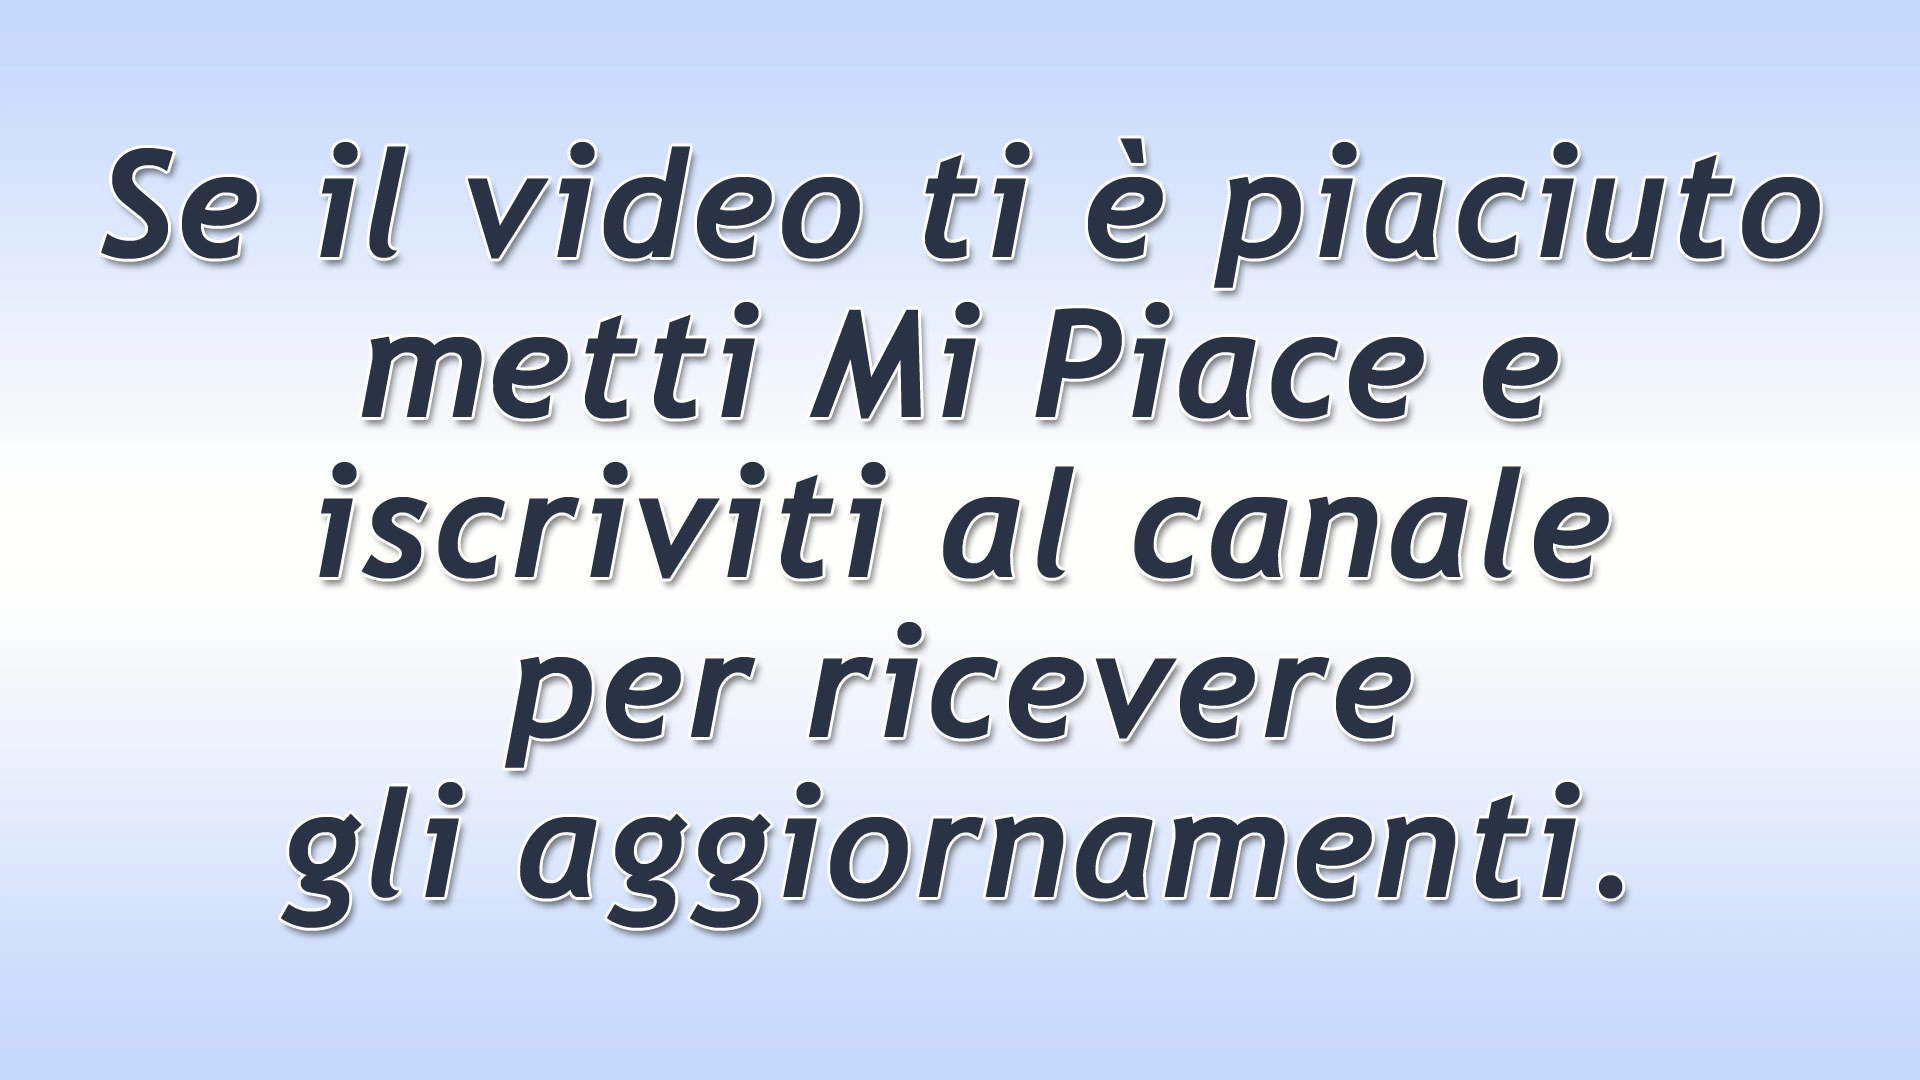 Se il video ti è piaciuto
metti Mi Piace e
iscriviti al canale
per ricevere
gli aggiornamenti.